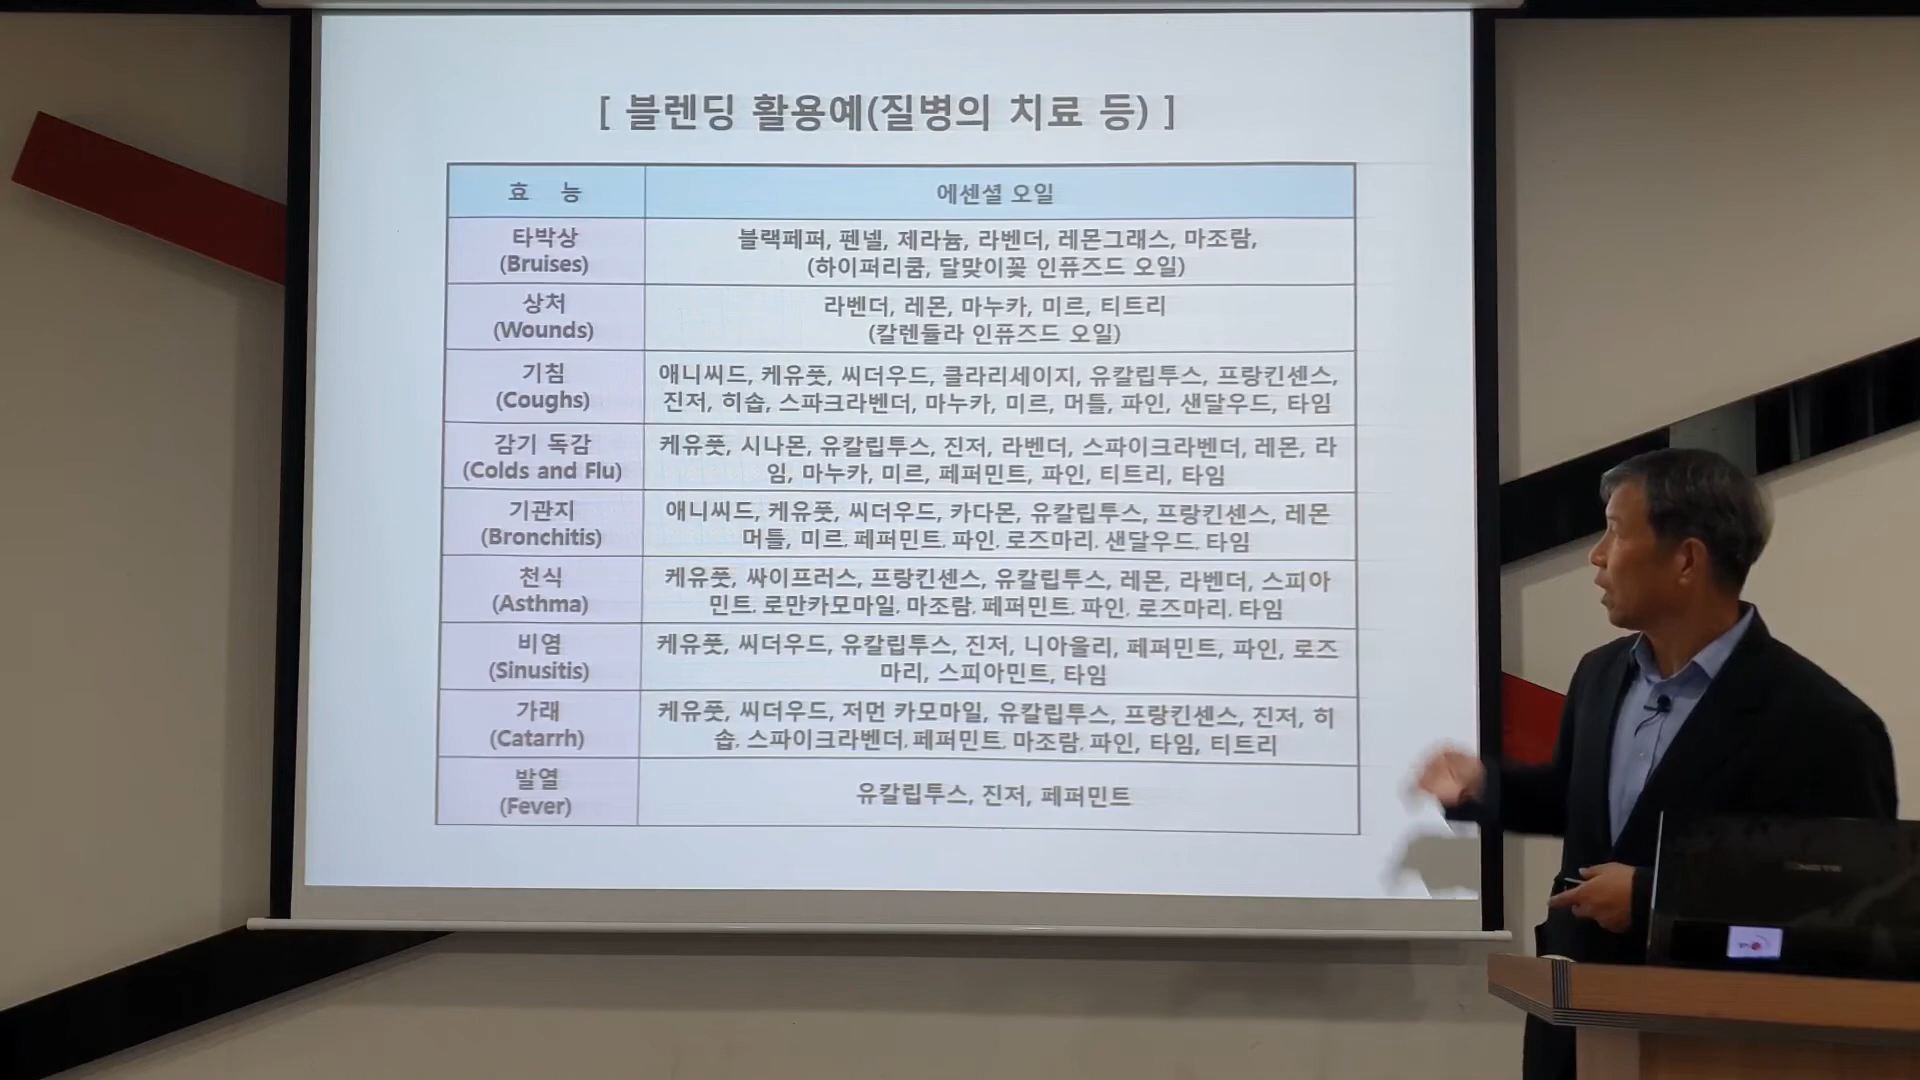 [ 블렌딩 활용예(질병의 치료 등) ]
효 능
에센셜 오일
타박상
(Bruises)
블랙페퍼, 펜넬, 제라늄, 라벤더, 레몬그래스, 마조람,
(하이퍼리쿰, 달맞이꽃 인퓨즈드 오일)
상처
(Wounds)
라벤더, 레몬, 마누카, 미르, 티트리
(칼렌듈라 인퓨즈드 오일)
기침
(Coughs)
애니씨드, 케유풋, 씨더우드, 클라리세이지, 유칼립투스, 프랑킨센스,
진저, 히솝, 스파크라벤더, 마누카, 미르, 머틀, 파인, 샌달우드, 타임
감기 독감
(Colds and Flu)
케유풋, 시나몬, 유칼립투스, 진저, 라벤더, 스파이크라벤더, 레몬, 라
임, 마누카, 미르, 페퍼민트, 파인, 티트리, 타임
기관지
(Bronchitis)
애니씨드, 케유풋, 씨더우드, 카다몬, 유칼립투스, 프랑킨센스, 레몬
머틀, 미르, 페퍼민트, 파인, 로즈마리, 샌달우드, 타임
천식
(Asthma)
케유풋, 싸이프러스, 프랑킨센스, 유칼립투스, 레몬, 라벤더, 스피아
민트, 로만카모마일, 마조람, 페퍼민트, 파인, 로즈마리, 타임
비염
(Sinusitis)
케유풋, 씨더우드, 유칼립투스, 진저, 니아울리, 페퍼민트, 파인, 로즈
마리, 스피아민트, 타임
가래
(Catarrh)
케유풋, 씨더우드, 저먼 카모마일, 유칼립투스, 프랑킨센스, 진저, 히
솝, 스파이크라벤더, 페퍼민트, 마조람, 파인, 타임, 티트리
발열
(Fever)
유칼립투스, 진저, 페퍼민트